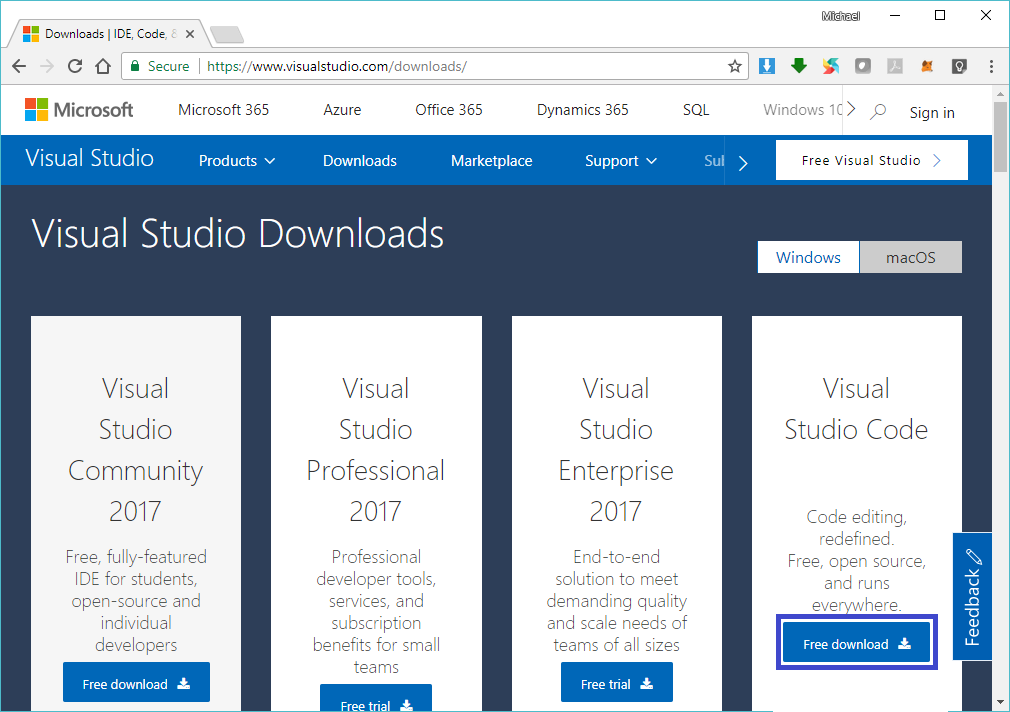 Michael
Downloads | IDE, Code, &
Secure
https://www.visualstudio.com/downloads/
Microsoft
Microsoft 365
Azure
Office 365
Dynamics 365
SQL
Windows 10
Sign in
Visual Studio
Products
Downloads
Marketplace
Support
Sul
Free Visual Studio
Visual Studio Downloads
Windows
macOS
Visual
Studio
Community
2017
Free, fully-featured
IDE for students,
open-source and
individual
developers
Free download
Visual
Studio
Professional
2017
Professional
developer tools,
services, and
subscription
benefits for small
teams
Free trial
Visual
Studio
Enterprise
2017
End-to-end
solution to meet
demanding quality
and scale needs of
teams of all sizes
Free trial
Visual
Studio Code
Code editing,
redefined.
Free, open source,
and runs
everywhere.
Free download
Feedback